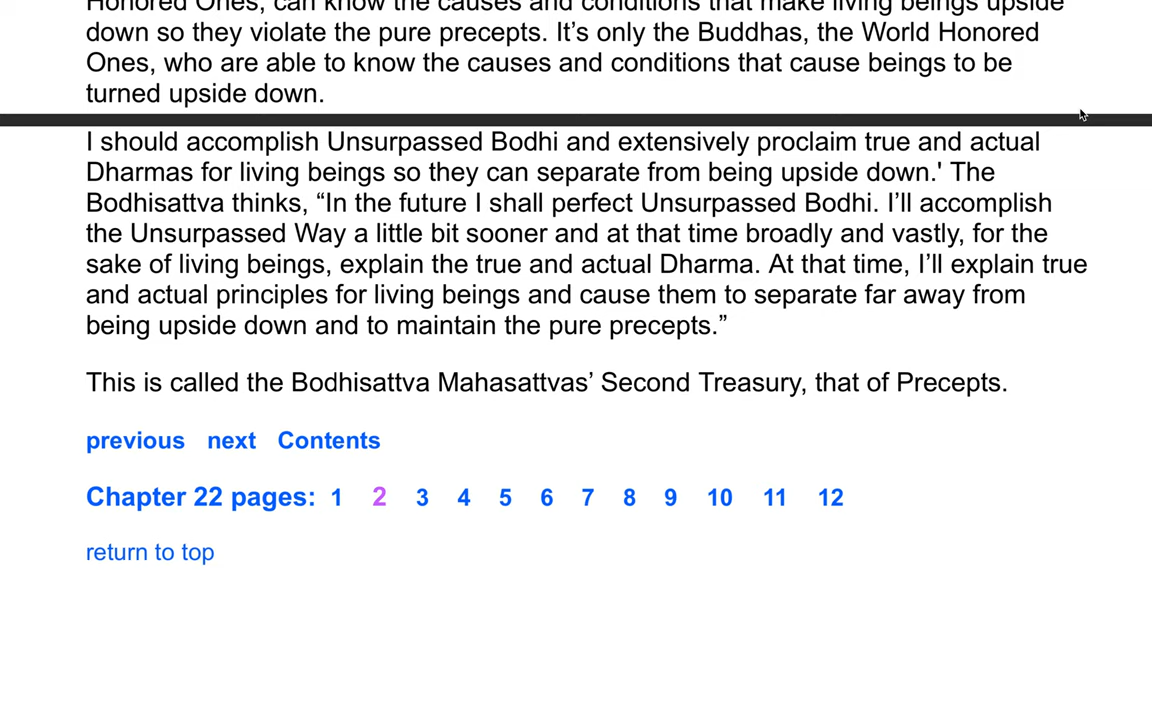 Honored Ones, can know the causes and conditions that make living beings upside
down so they violate the pure precepts. It’s only the Buddhas, the World Honored
Ones, who are able to know the causes and conditions that cause beings to be
turned upside down.
I should accomplish Unsurpassed Bodhi and extensively proclaim true and actual
Dharmas for living beings so they can separate from being upside down.' The
Bodhisattva thinks, “In the future I shall perfect Unsurpassed Bodhi. I’ll accomplish
the Unsurpassed Way a little bit sooner and at that time broadly and vastly, for the
sake of living beings, explain the true and actual Dharma. At that time, I’ll explain true
and actual principles for living beings and cause them to separate far away from
being upside down and to maintain the pure precepts.”
This is called the Bodhisattva Mahasattvas’ Second Treasury, that of Precepts.
previous next Contents
Chapter 22 pages: 1 2 3 4 5 6 7 8 9 10 11 12
return to top